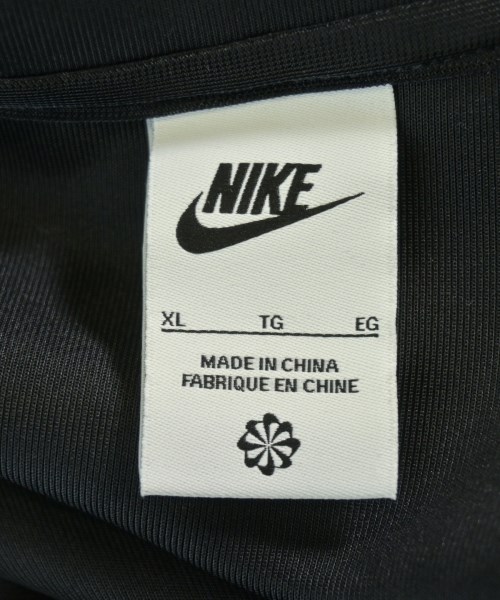 NIKE
XL TG EG
MADE IN CHINA
FABRIQUE EN CHINE